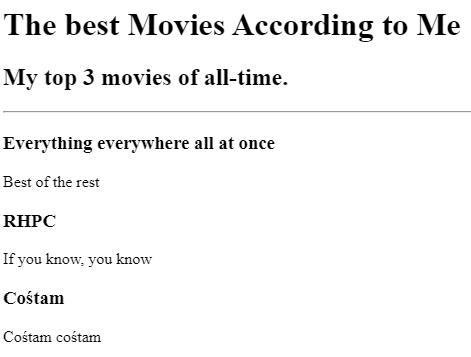 The best Movies According to Me
My top 3 movies of all-time.
Everything everywhere all at once
Best of the rest
RHPC
If you know, you know
Cośtam
Cośtam cośtam